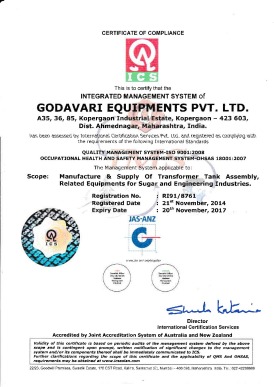 CERTIFICATE OF COMPLIANCE
ICS
This is to certify that the
INTEGRATED MANAGEMENT SYSTEM of
GODAVARI EQUIPMENTS PVT. LTD.
A35, 36, 85, Kopergaon Industrial Estate, Kopergaon – 423 603,
Dist. Ahmednagar, Maharashtra, India.
has been assessed by International Certification Services Pvt. Ltd. and registered as complying with
the requirements of the following International Standards
QUALITY MANAGEMENT SYSTEM-ISO 9001:2008
OCCUPATIONAL HEALTH AND SAFETY MANAGEMENT SYSTEM-OHSAS 18001:2007
The Management System applicable to:
Scope: Manufacture & Supply Of Transformer Tank Assembly,
Related Equipments for Sugar and Engineering Industries.
Registration No. : RI91/8761
Registered Date : 21st November, 2014
Expiry Date : 20th November, 2017
JAS-ANZ
Director
International Certification Services
Accredited by Joint Accreditation System of Australia and New Zealand
Validity of this certificate is based on periodic audits of the management system defined by the above
scope and is contingent upon prompt, written notification of significant changes to the management
system and/or its components thereof shall be immediately communicated to ICS.
Further clarifications regarding the scope of this certificate and the applicability of QMS and OHSAS,
requirements may be obtained at www.icsasian.com